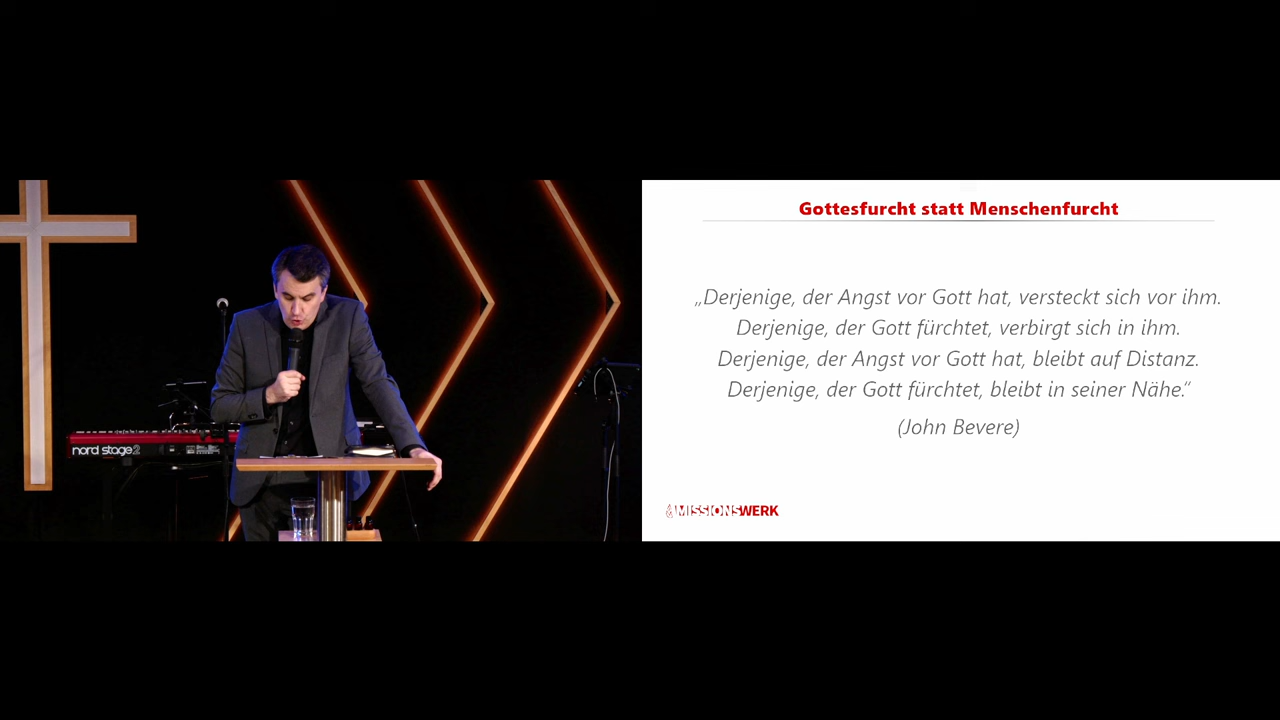 nord stage 2
Gottesfurcht statt Menschenfurcht
„Derjenige, der Angst vor Gott hat, versteckt sich vor ihm.
Derjenige, der Gott fürchtet, verbirgt sich in ihm.
Derjenige, der Angst vor Gott hat, bleibt auf Distanz.
Derjenige, der Gott fürchtet, bleibt in seiner Nähe.“
(John Bevere)
MISSIONSWERK